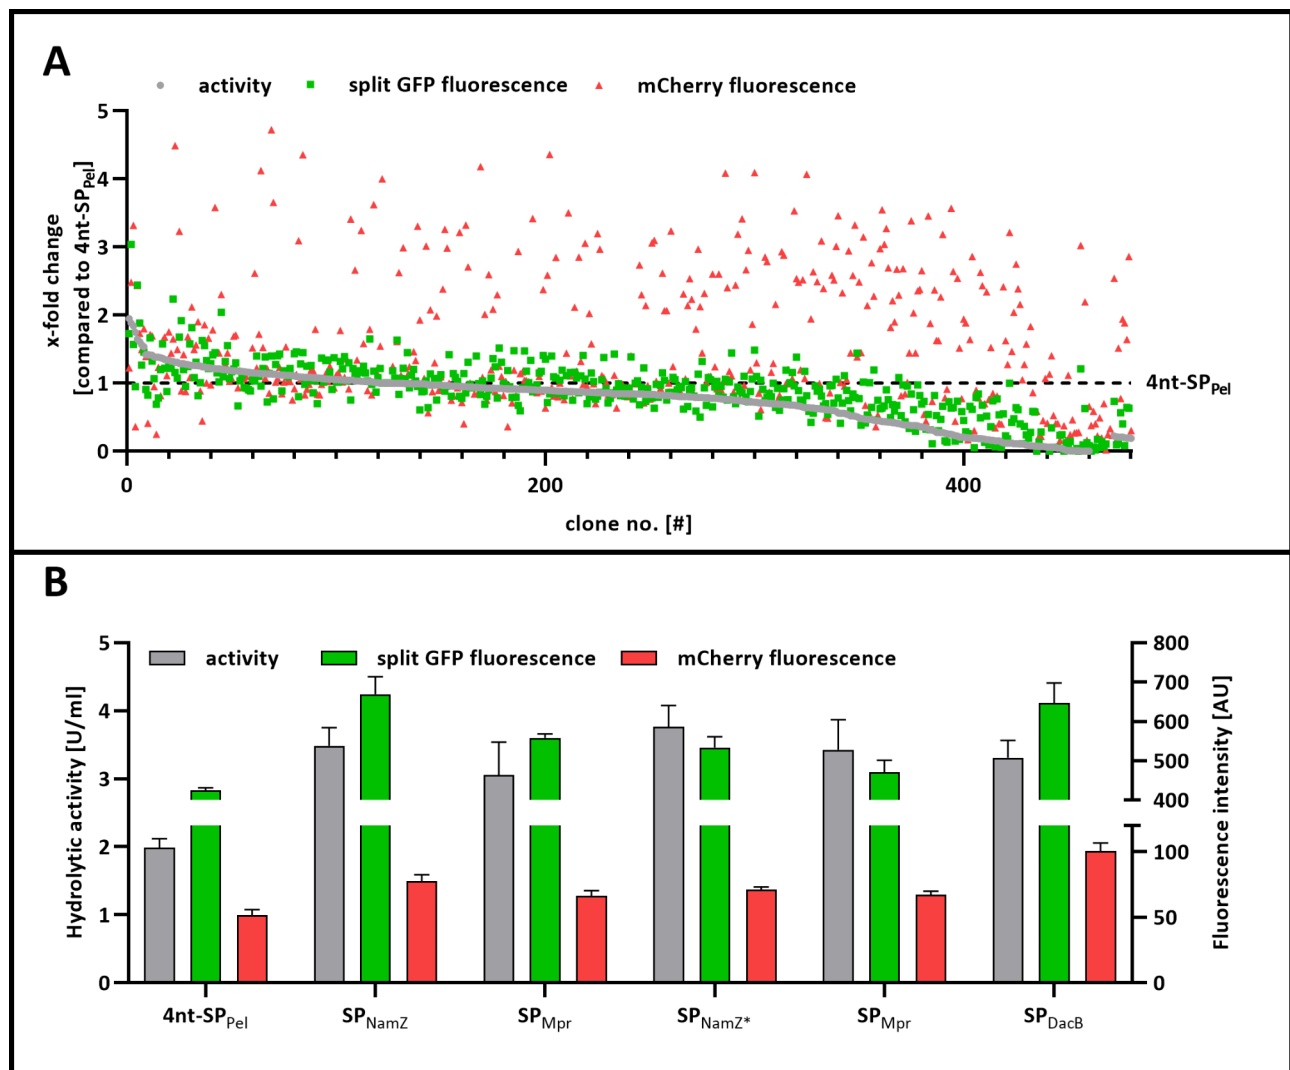 A
activity split GFP fluorescence mCherry fluorescence
x-fold change
[compared to 4nt-SPPel]
5
4
3
2
1
0
4nt-SPPel
0 200 400
clone no. [#]
B
activity split GFP fluorescence mCherry fluorescence
Hydrolytic activity [U/ml]
5
4
3
2
1
0
800
700
600
500
400
100
50
0
Fluorescence intensity [AU]
4nt-SPPel SPNamZ SPMpr SPNamZ* SPMpr SPDacB